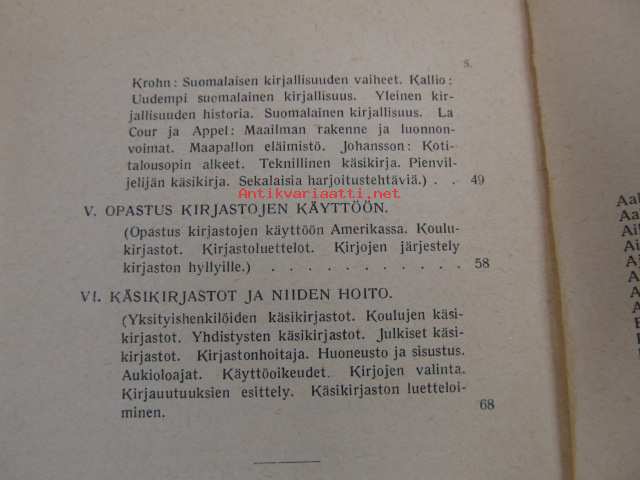 s.
Krohn: Suomalaisen kirjallisuuden vaiheet. Kallio:
Uudempi suomalainen kirjallisuus. Yleinen kir-
jallisuuden historia. Suomalainen kirjallisuus. La
Cour ja Appel: Maailman rakenne ja luonnon-
voimat. Maapallon eläimistö. Johansson: Koti-
talousopin alkeet. Teknillinen käsikirja. Pienvil-
jelijän käsikirja. Sekalaisia harjoitustehtäviä.) . . 49
Antikvariaatti.net
V. OPASTUS KIRJASTOJEN KÄYTTÖÖN.
(Opastus kirjastojen käyttöön Amerikassa. Koulu-
kirjastot. Kirjastoluettelot. Kirjojen järjestely
kirjaston hyllyille.) . . . . . . . . . . . 58
VI. KÄSIKIRJASTOT JA NIIDEN HOITO.
(Yksityishenkilöiden käsikirjastot. Koulujen käsi-
kirjastot. Yhdistysten käsikirjastot. Julkiset käsi-
kirjastot. Kirjastonhoitaja. Huoneusto ja sisustus.
Aukioloajat. Käyttöoikeudet. Kirjojen valinta.
Kirjauutuuksien esittely. Käsikirjaston luetteloi-
minen. 68